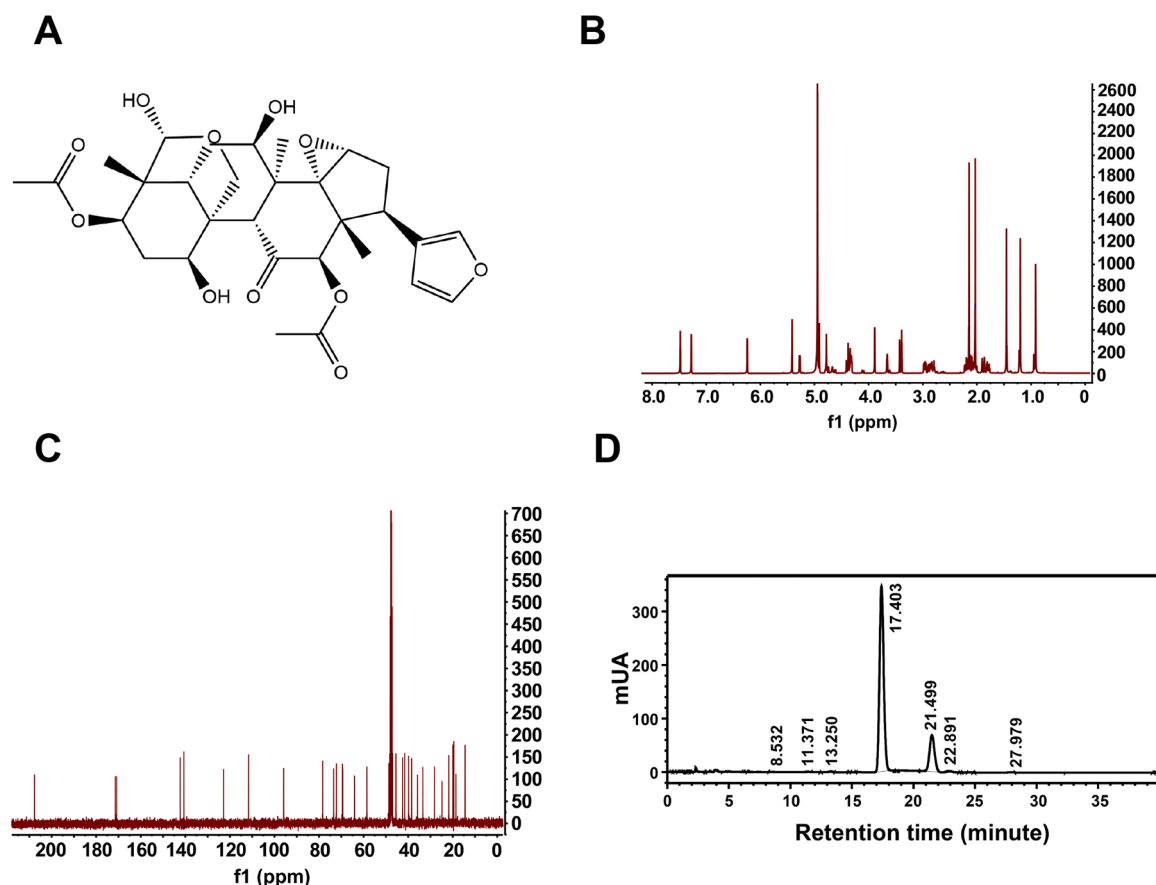 A
HO
OH
O
O
O
O
O
OH
O
O
O
O
B
2600
2400
2200
2000
1800
1600
1400
1200
1000
800
600
400
200
0
8.0 7.0 6.0 5.0 4.0 3.0 2.0 1.0 0
f1 (ppm)
C
700
650
600
550
500
450
400
350
300
250
200
150
100
50
0
200 180 160 140 120 100 80 60 40 20 0
f1 (ppm)
D
mUA
300
200
100
0
8.532
11.371
13.250
17.403
21.499
22.891
27.979
0 5 10 15 20 25 30 35
Retention time (minute)